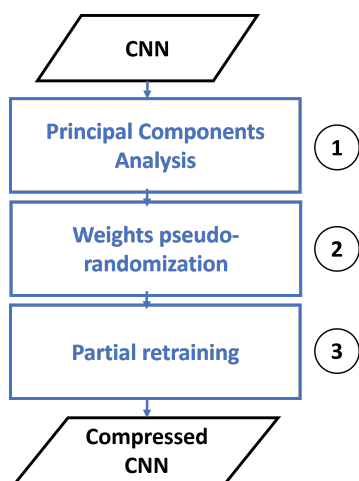 CNN
Principal Components
Analysis
1
Weights pseudo-
randomization
2
Partial retraining
3
Compressed
CNN